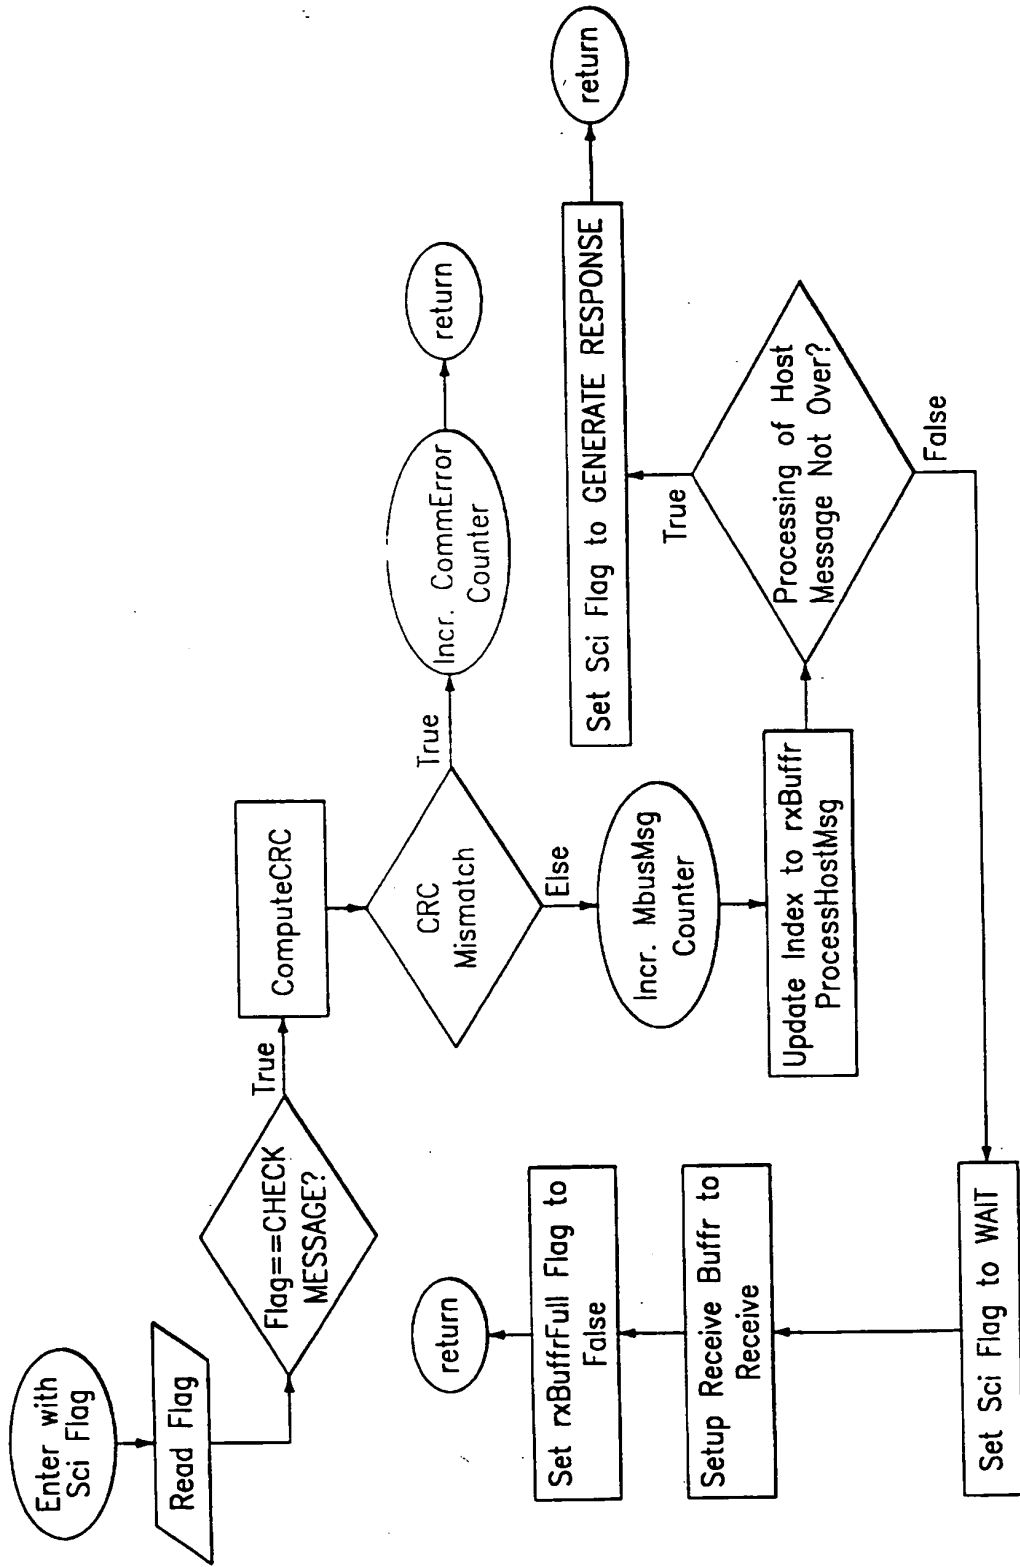 Enter with
Sci Flag
Read Flag
Flag==CHECK
MESSAGE?
True
ComputeCRC
CRC
Mismatch
True
Incr. CommError
Counter
return
Else
Incr. MbusMsg
Counter
Update Index to rxBuffr
ProcessHostMsg
Processing of Host
Message Not Over?
True
Set Sci Flag to GENERATE RESPONSE
return
False
Set Sci Flag to WAIT
Setup Receive Buffr to
Receive
Set rxBuffrFull Flag to
False
return